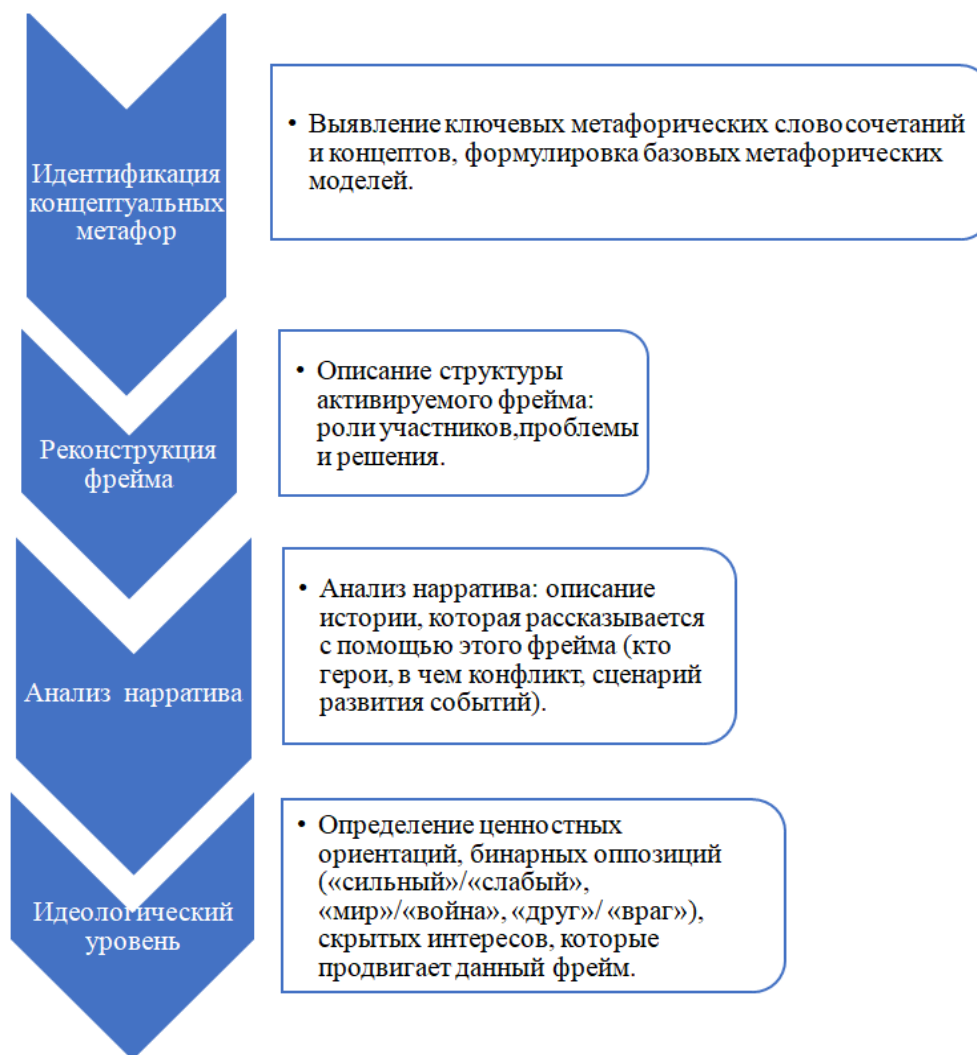 Идентификация
концептуальных
метафор
• Выявление ключевых метафорических словосочетаний
и концептов, формулировка базовых метафорических
моделей.
Реконструкция
фрейма
• Описание структуры
активируемого фрейма:
роли участников,проблемы
и решения.
Анализ нарратива
• Анализ нарратива: описание
истории, которая рассказывается
с помощью этого фрейма (кто
герои, в чем конфликт, сценарий
развития событий).
Идеологический
уровень
• Определение ценностных
ориентаций, бинарных оппозиций
(«сильный»/«слабый»,
«мир»/«война», «друг»/ «враг»),
скрытых интересов, которые
продвигает данный фрейм.